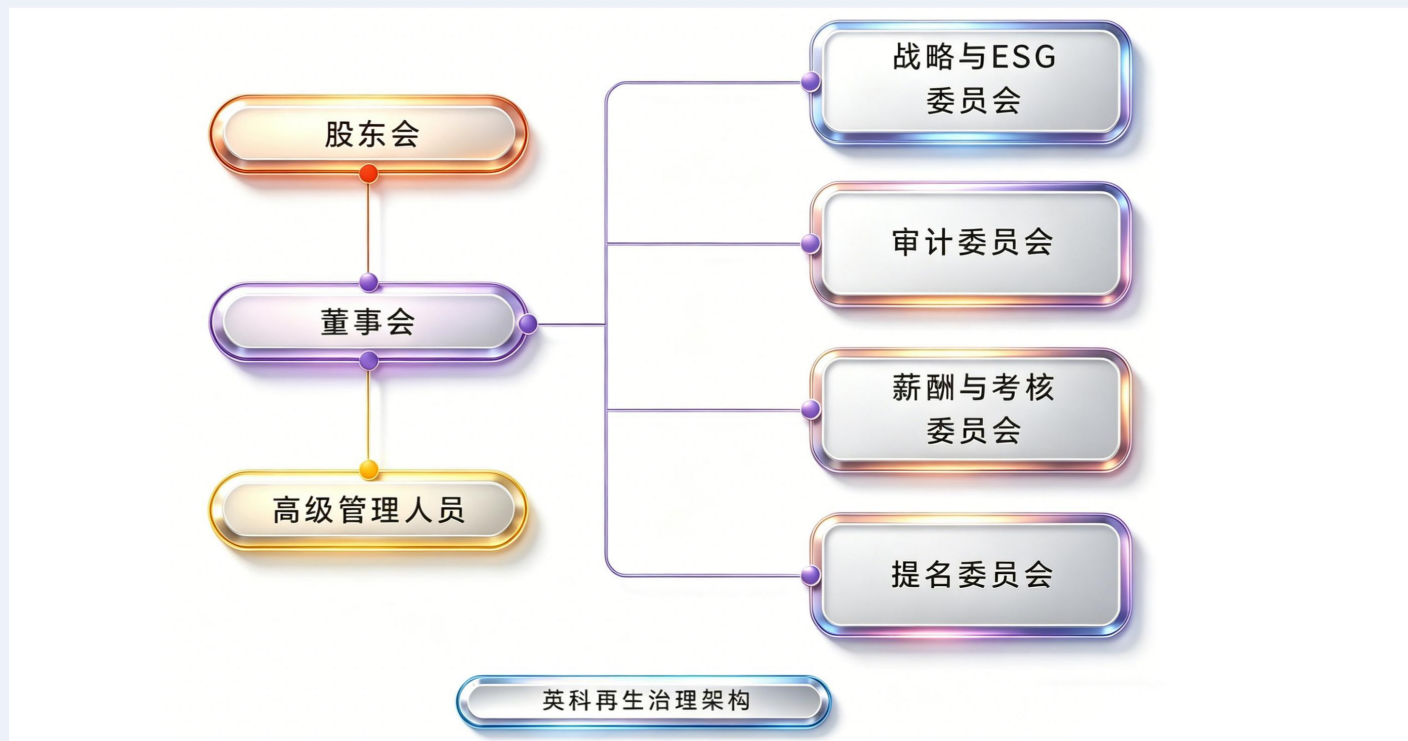 股东会
董事会
高级管理人员
战略与ESG
委员会
审计委员会
薪酬与考核
委员会
提名委员会
英科再生治理架构